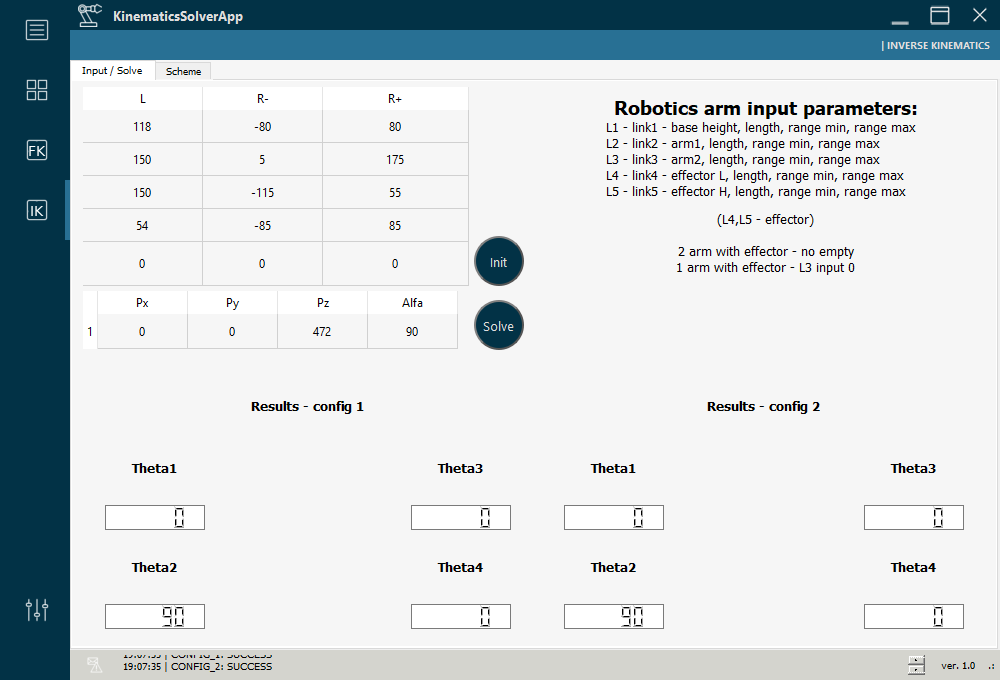 KinematicsSolverApp
| INVERSE KINEMATICS
Input / Solve Scheme
FK
IK
L R- R+
118 -80 80
150 5 175
150 -115 55
54 -85 85
0 0 0
Init
Px Py Pz Alfa
1 0 0 472 90
Solve
Robotics arm input parameters:
L1 - link1 - base height, length, range min, range max
L2 - link2 - arm1, length, range min, range max
L3 - link3 - arm2, length, range min, range max
L4 - link4 - effector L, length, range min, range max
L5 - link5 - effector H, length, range min, range max
(L4,L5 - effector)
2 arm with effector - no empty
1 arm with effector - L3 input 0
Results - config 1 Results - config 2
Theta1 Theta3 Theta1 Theta3
0 0 0 0
Theta2 Theta4 Theta2 Theta4
90 0 90 0
19:07:35 | CONFIG_1: SUCCESS
19:07:35 | CONFIG_2: SUCCESS
ver. 1.0